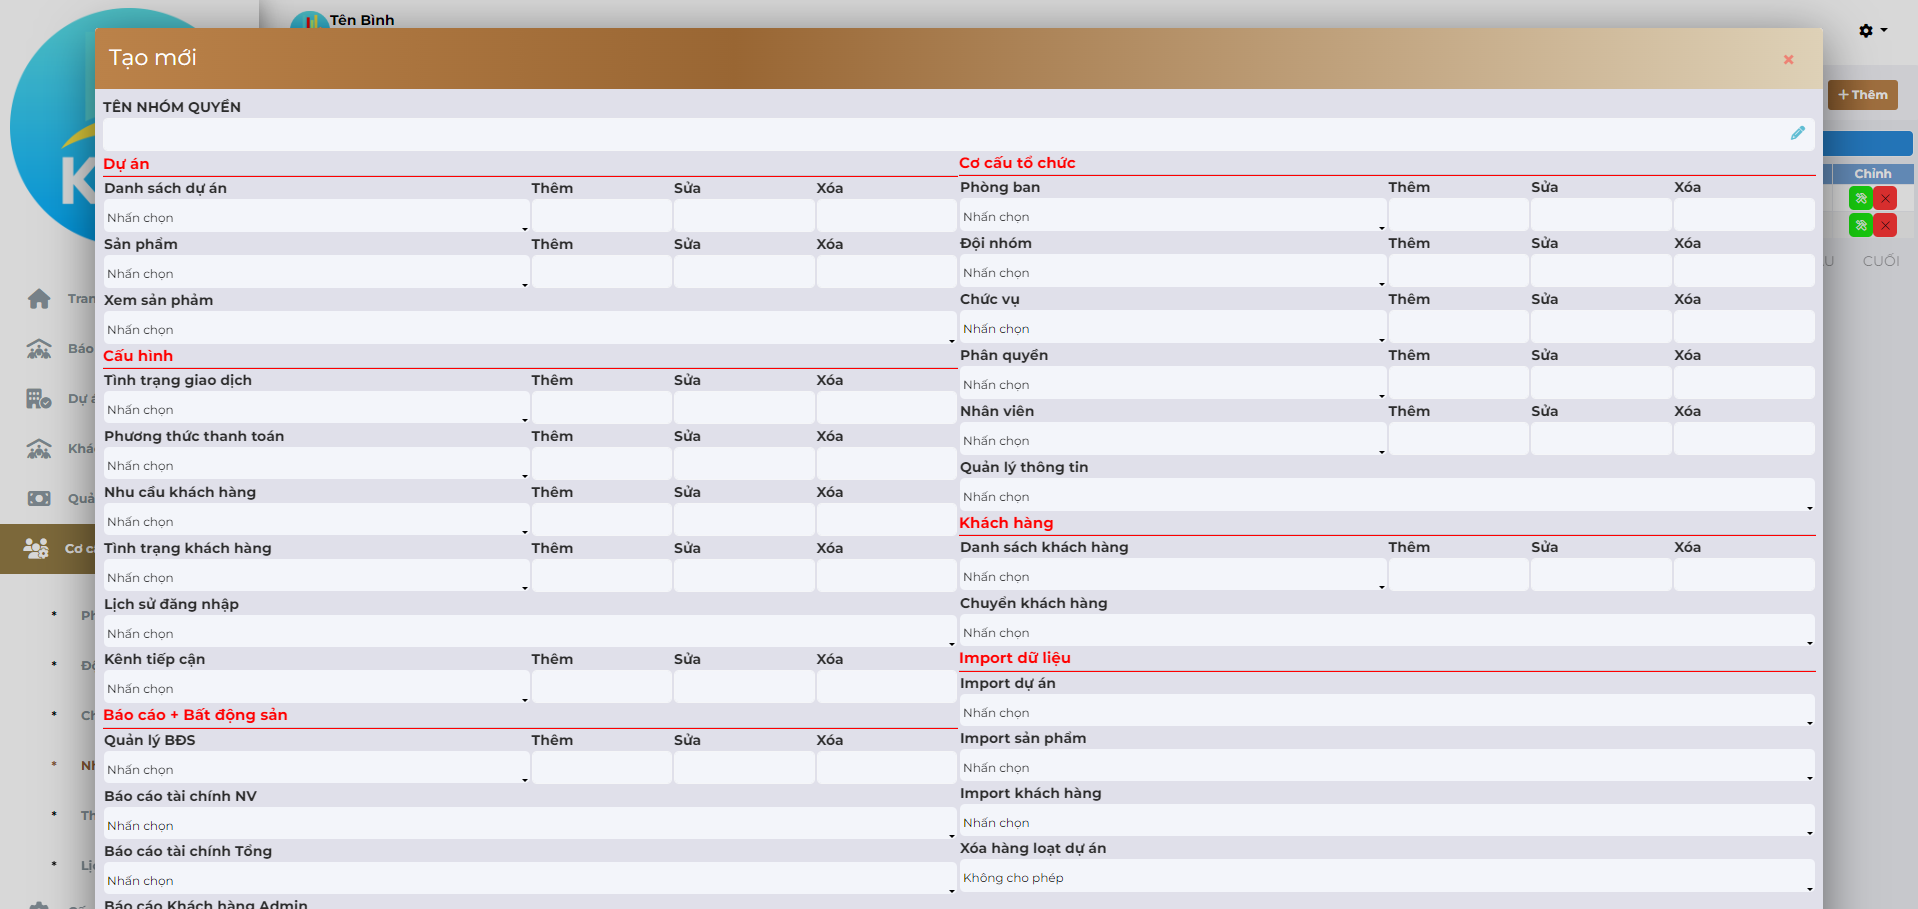 Tên Bình
Tạo mới
TÊN NHÓM QUYỀN
Thêm
Chỉnh
CUỐI
Dự án
Danh sách dự án Thêm Sửa Xóa
Nhấn chọn
Sản phẩm Thêm Sửa Xóa
Nhấn chọn
Xem sản phảm
Nhấn chọn
Cấu hình
Tình trạng giao dịch Thêm Sửa Xóa
Nhấn chọn
Phương thức thanh toán Thêm Sửa Xóa
Nhấn chọn
Nhu cầu khách hàng Thêm Sửa Xóa
Nhấn chọn
Tình trạng khách hàng Thêm Sửa Xóa
Nhấn chọn
Lịch sử đăng nhập
Nhấn chọn
Kênh tiếp cận Thêm Sửa Xóa
Nhấn chọn
Báo cáo + Bất động sản
Quản lý BĐS Thêm Sửa Xóa
Nhấn chọn
Báo cáo tài chính NV
Nhấn chọn
Báo cáo tài chính Tổng
Nhấn chọn
Báo cáo Khách hàng Admin
Cơ cấu tổ chức
Phòng ban Thêm Sửa Xóa
Nhấn chọn
Đội nhóm Thêm Sửa Xóa
Nhấn chọn
Chức vụ Thêm Sửa Xóa
Nhấn chọn
Phân quyền Thêm Sửa Xóa
Nhấn chọn
Nhân viên Thêm Sửa Xóa
Nhấn chọn
Quản lý thông tin
Nhấn chọn
Khách hàng
Danh sách khách hàng Thêm Sửa Xóa
Nhấn chọn
Chuyển khách hàng
Nhấn chọn
Import dữ liệu
Import dự án
Nhấn chọn
Import sản phẩm
Nhấn chọn
Import khách hàng
Nhấn chọn
Xóa hàng loạt dự án
Không cho phép